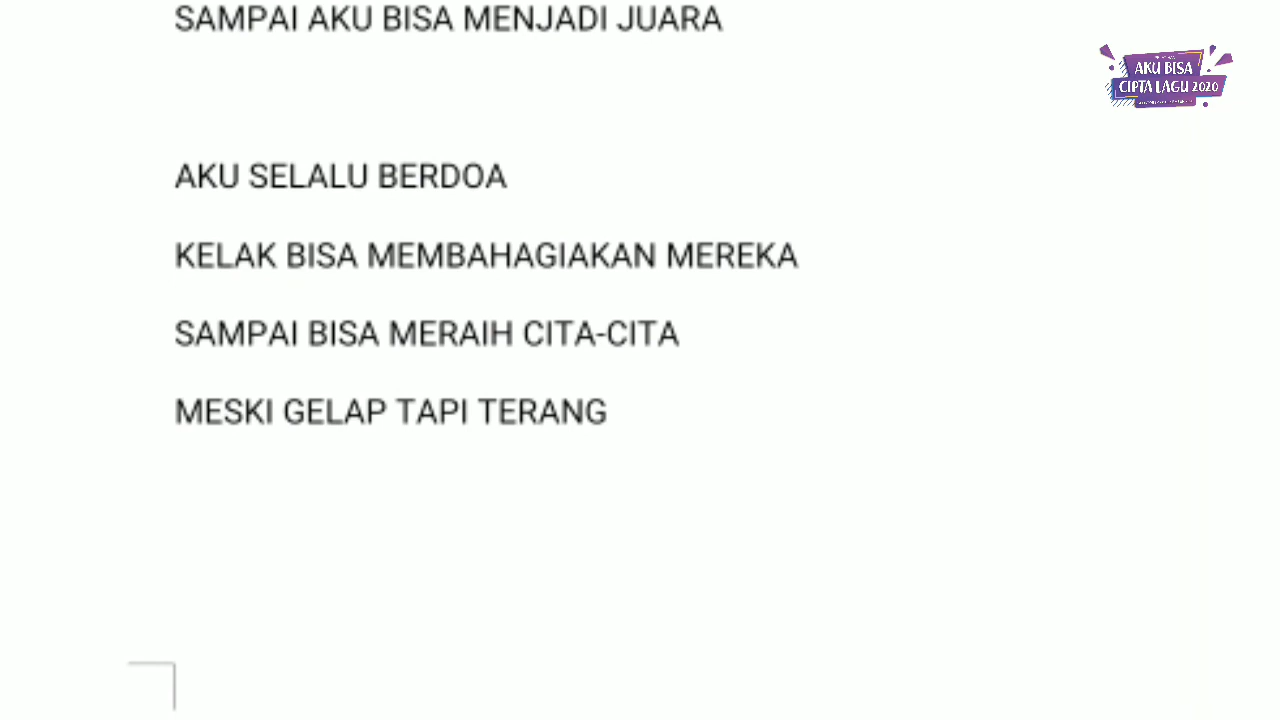 SAMPAI AKU BISA MENJADI JUARA
AKU BISA
CIPTA LAGU 2020
AKU SELALU BERDOA
KELAK BISA MEMBAHAGIAKAN MEREKA
SAMPAI BISA MERAIH CITA-CITA
MESKI GELAP TAPI TERANG